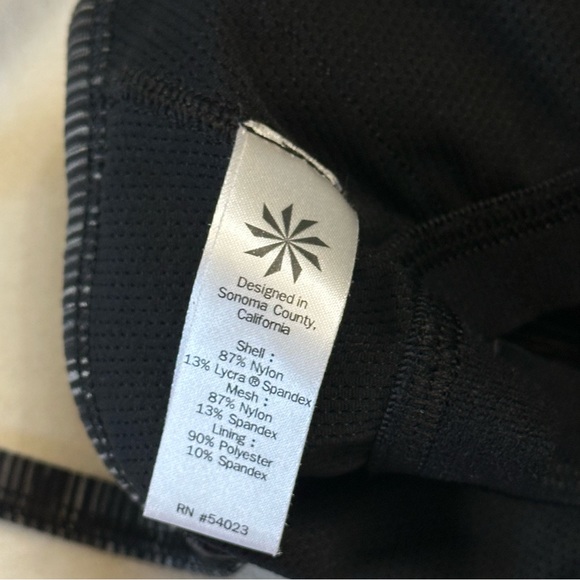 Designed in
Sonoma County,
California
Shell :
87% Nylon
13% Lycra ® Spandex
Mesh :
87% Nylon
13% Spandex
Lining :
90% Polyester
10% Spandex
RN #54023